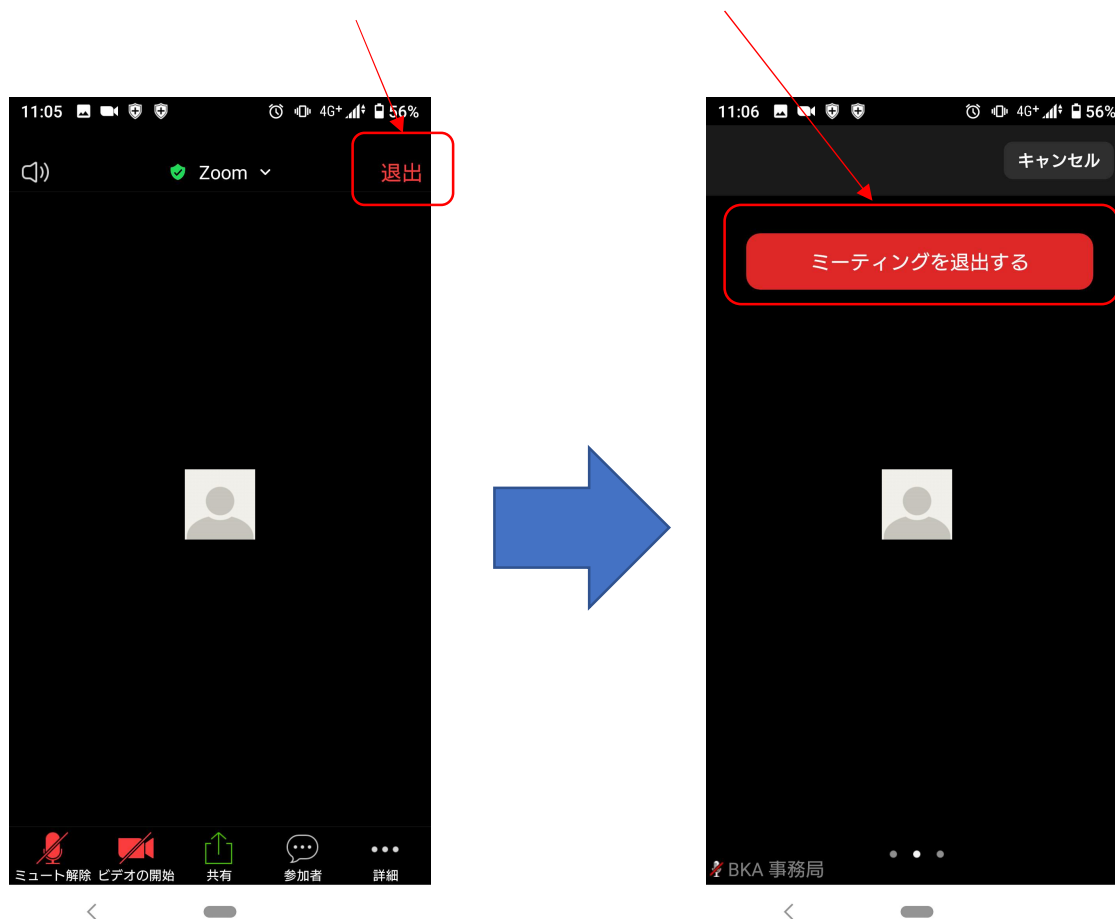 11:05 4G+ 56%
Zoom 退出
ミュート解除 ビデオの開始 共有 参加者 詳細
11:06 4G+ 56%
キャンセル
ミーティングを退出する
BKA 事務局